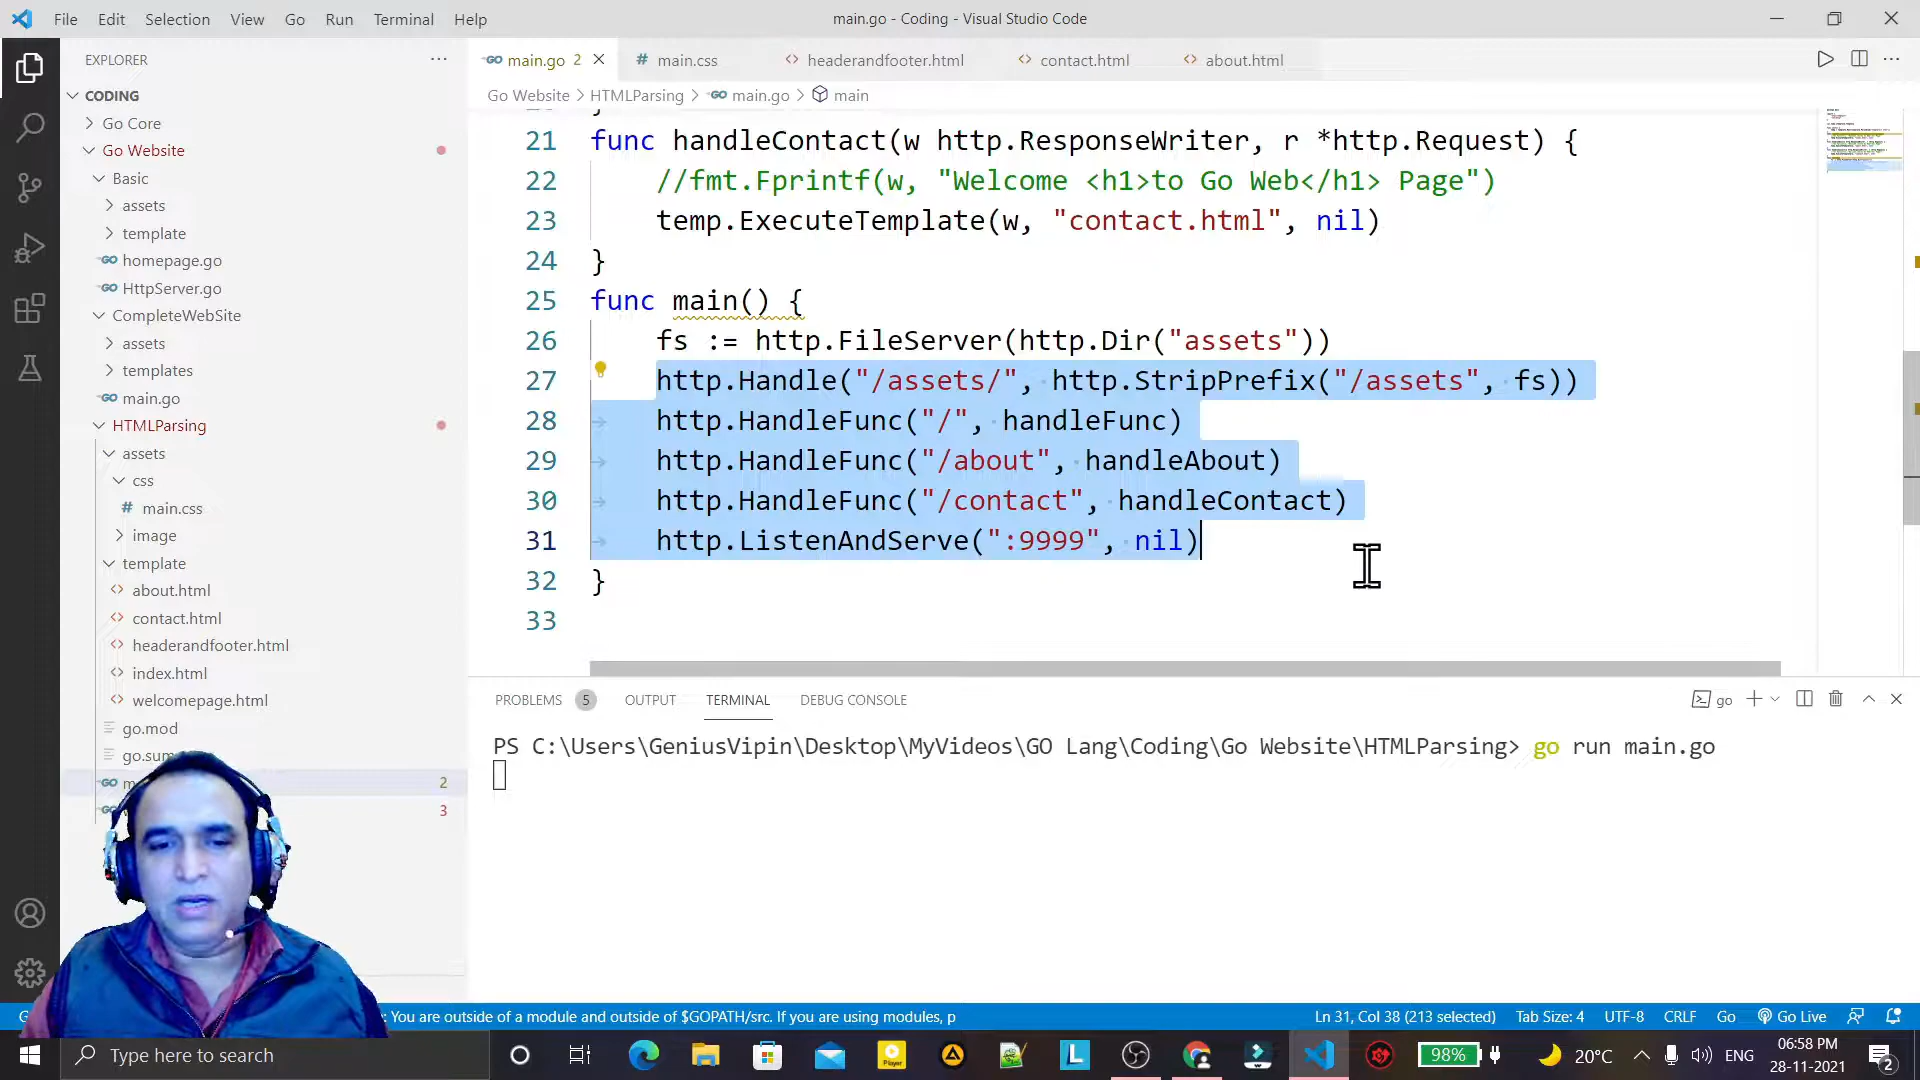 File Edit Selection View Go Run Terminal Help
main.go - Coding - Visual Studio Code
EXPLORER
CODING
Go Core
Go Website
Basic
assets
template
homepage.go
HttpServer.go
CompleteWebSite
assets
templates
main.go
HTMLParsing
assets
css
# main.css
image
template
<> about.html
<> contact.html
<> headerandfooter.html
<> index.html
<> welcomepage.html
go.mod
2
3
main.go 2 # main.css <> headerandfooter.html <> contact.html <> about.html
Go Website > HTMLParsing > main.go > main
21 func handleContact(w http.ResponseWriter, r *http.Request) {
22 //fmt.Fprintf(w, "Welcome <h1>to Go Web</h1> Page")
23 temp.ExecuteTemplate(w, "contact.html", nil)
24 }
25 func main() {
26 fs := http.FileServer(http.Dir("assets"))
27 http.Handle("/assets/", http.StripPrefix("/assets", fs))
28 http.HandleFunc("/", handleFunc)
29 http.HandleFunc("/about", handleAbout)
30 http.HandleFunc("/contact", handleContact)
31 http.ListenAndServe(":9999", nil)
32 }
33
PROBLEMS 5 OUTPUT TERMINAL DEBUG CONSOLE go
PS C:\Users\GeniusVipin\Desktop\MyVideos\GO Lang\Coding\Go Website\HTMLParsing> go run main.go
: You are outside of a module and outside of $GOPATH/src. If you are using modules, p
Ln 31, Col 38 (213 selected) Tab Size: 4 UTF-8 CRLF Go Go Live
Type here to search
Player
L
98%
20°C
ENG
06:58 PM
28-11-2021
2